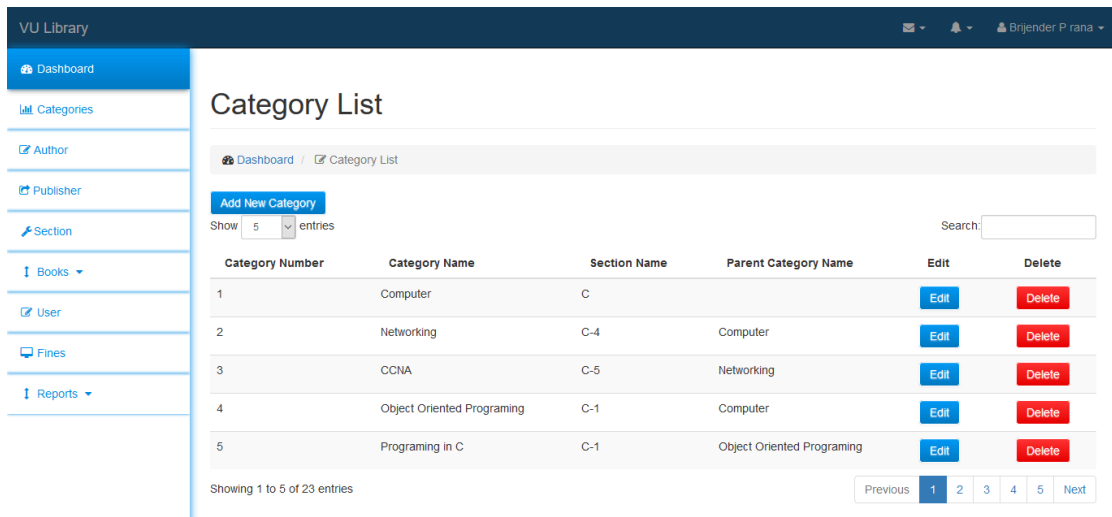 VU Library Brijender P rana
Dashboard
Categories
Author
Publisher
Section
Books
User
Fines
Reports
Category List
Dashboard / Category List
Add New Category
Show 5 entries Search:
Category Number Category Name Section Name Parent Category Name Edit Delete
1 Computer C Edit Delete
2 Networking C-4 Computer Edit Delete
3 CCNA C-5 Networking Edit Delete
4 Object Oriented Programing C-1 Computer Edit Delete
5 Programing in C C-1 Object Oriented Programing Edit Delete
Showing 1 to 5 of 23 entries Previous 1 2 3 4 5 Next